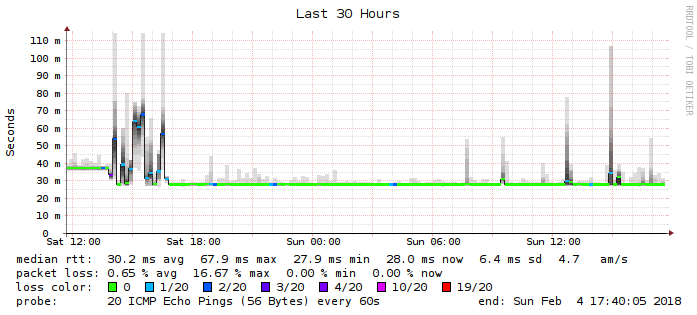 Last 30 Hours
RRDTOOL / TOBI OETIKER
Seconds
110 m
100 m
90 m
80 m
70 m
60 m
50 m
40 m
30 m
20 m
10 m
0
Sat 12:00 Sat 18:00 Sun 00:00 Sun 06:00 Sun 12:00
median rtt: 30.2 ms avg 67.9 ms max 27.9 ms min 28.0 ms now 6.4 ms sd 4.7 am/s
packet loss: 0.65 % avg 16.67 % max 0.00 % min 0.00 % now
loss color: 0 1/20 2/20 3/20 4/20 10/20 19/20
probe: 20 ICMP Echo Pings (56 Bytes) every 60s end: Sun Feb 4 17:40:05 2018